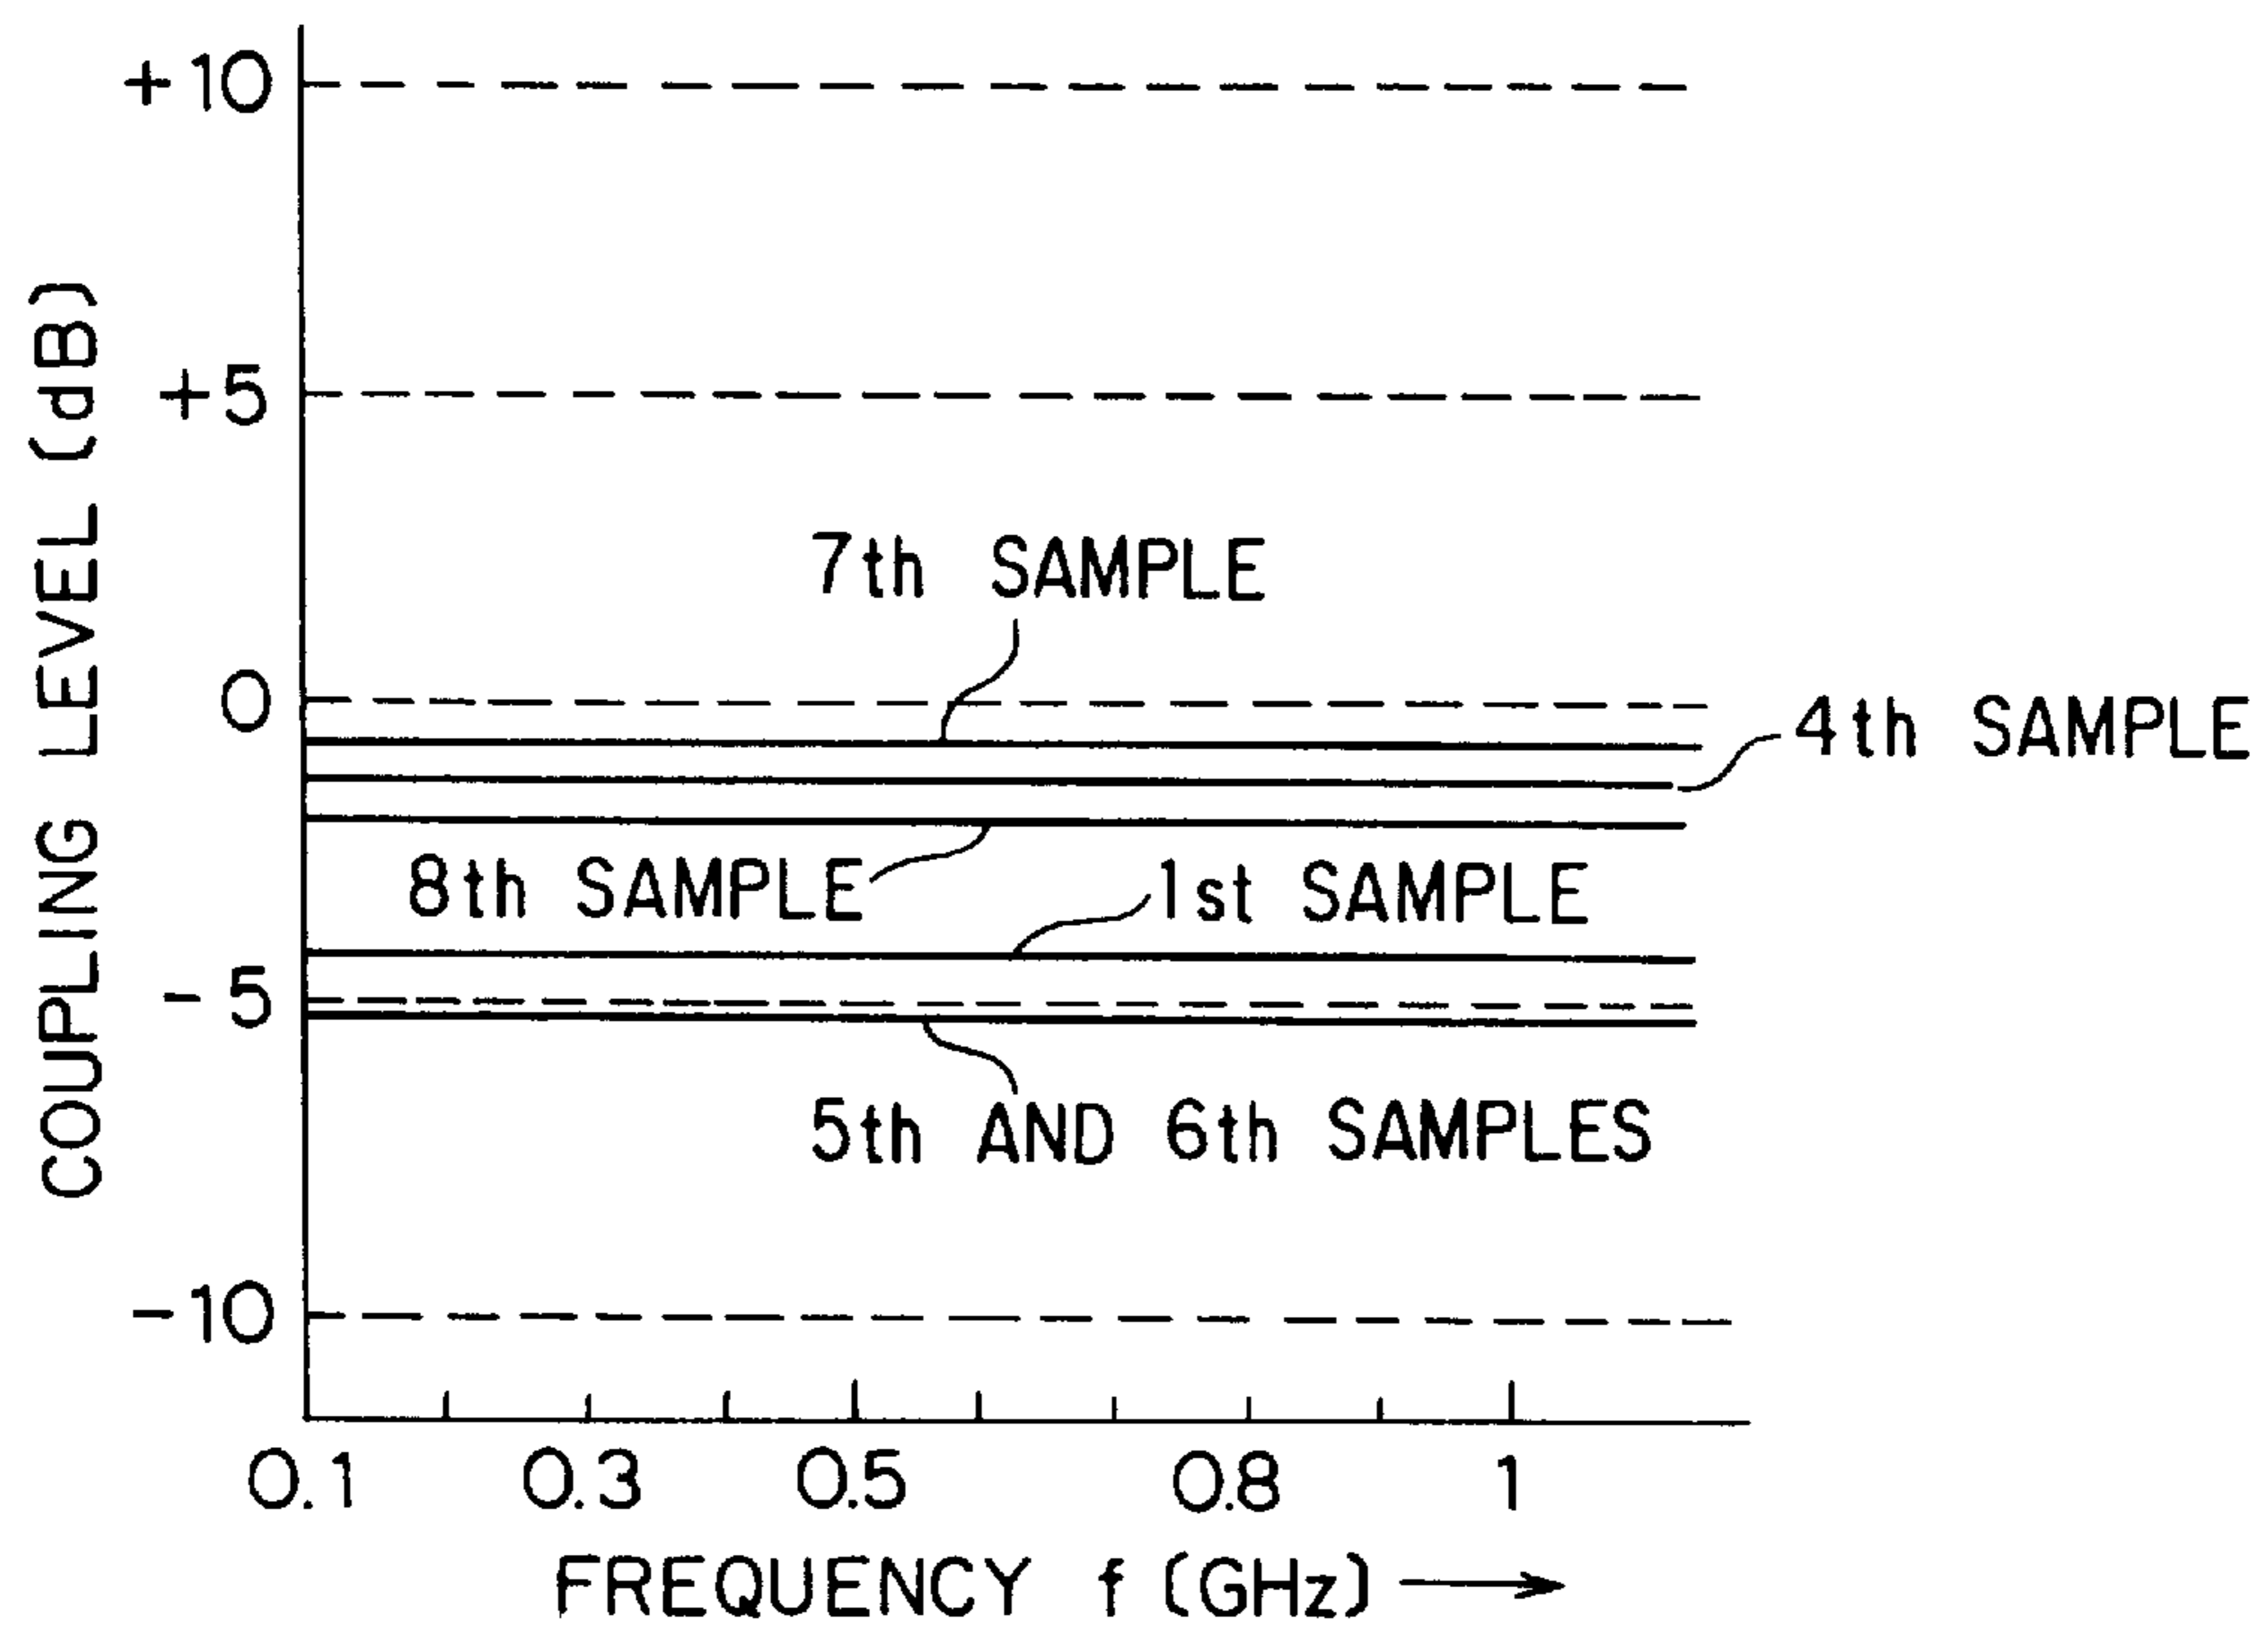 +10
+5
0
-5
-10
COUPLING LEVEL (dB)
7th SAMPLE
4th SAMPLE
8th SAMPLE
1st SAMPLE
5th AND 6th SAMPLES
0.1 0.3 0.5 0.8 1
FREQUENCY f (GHz)